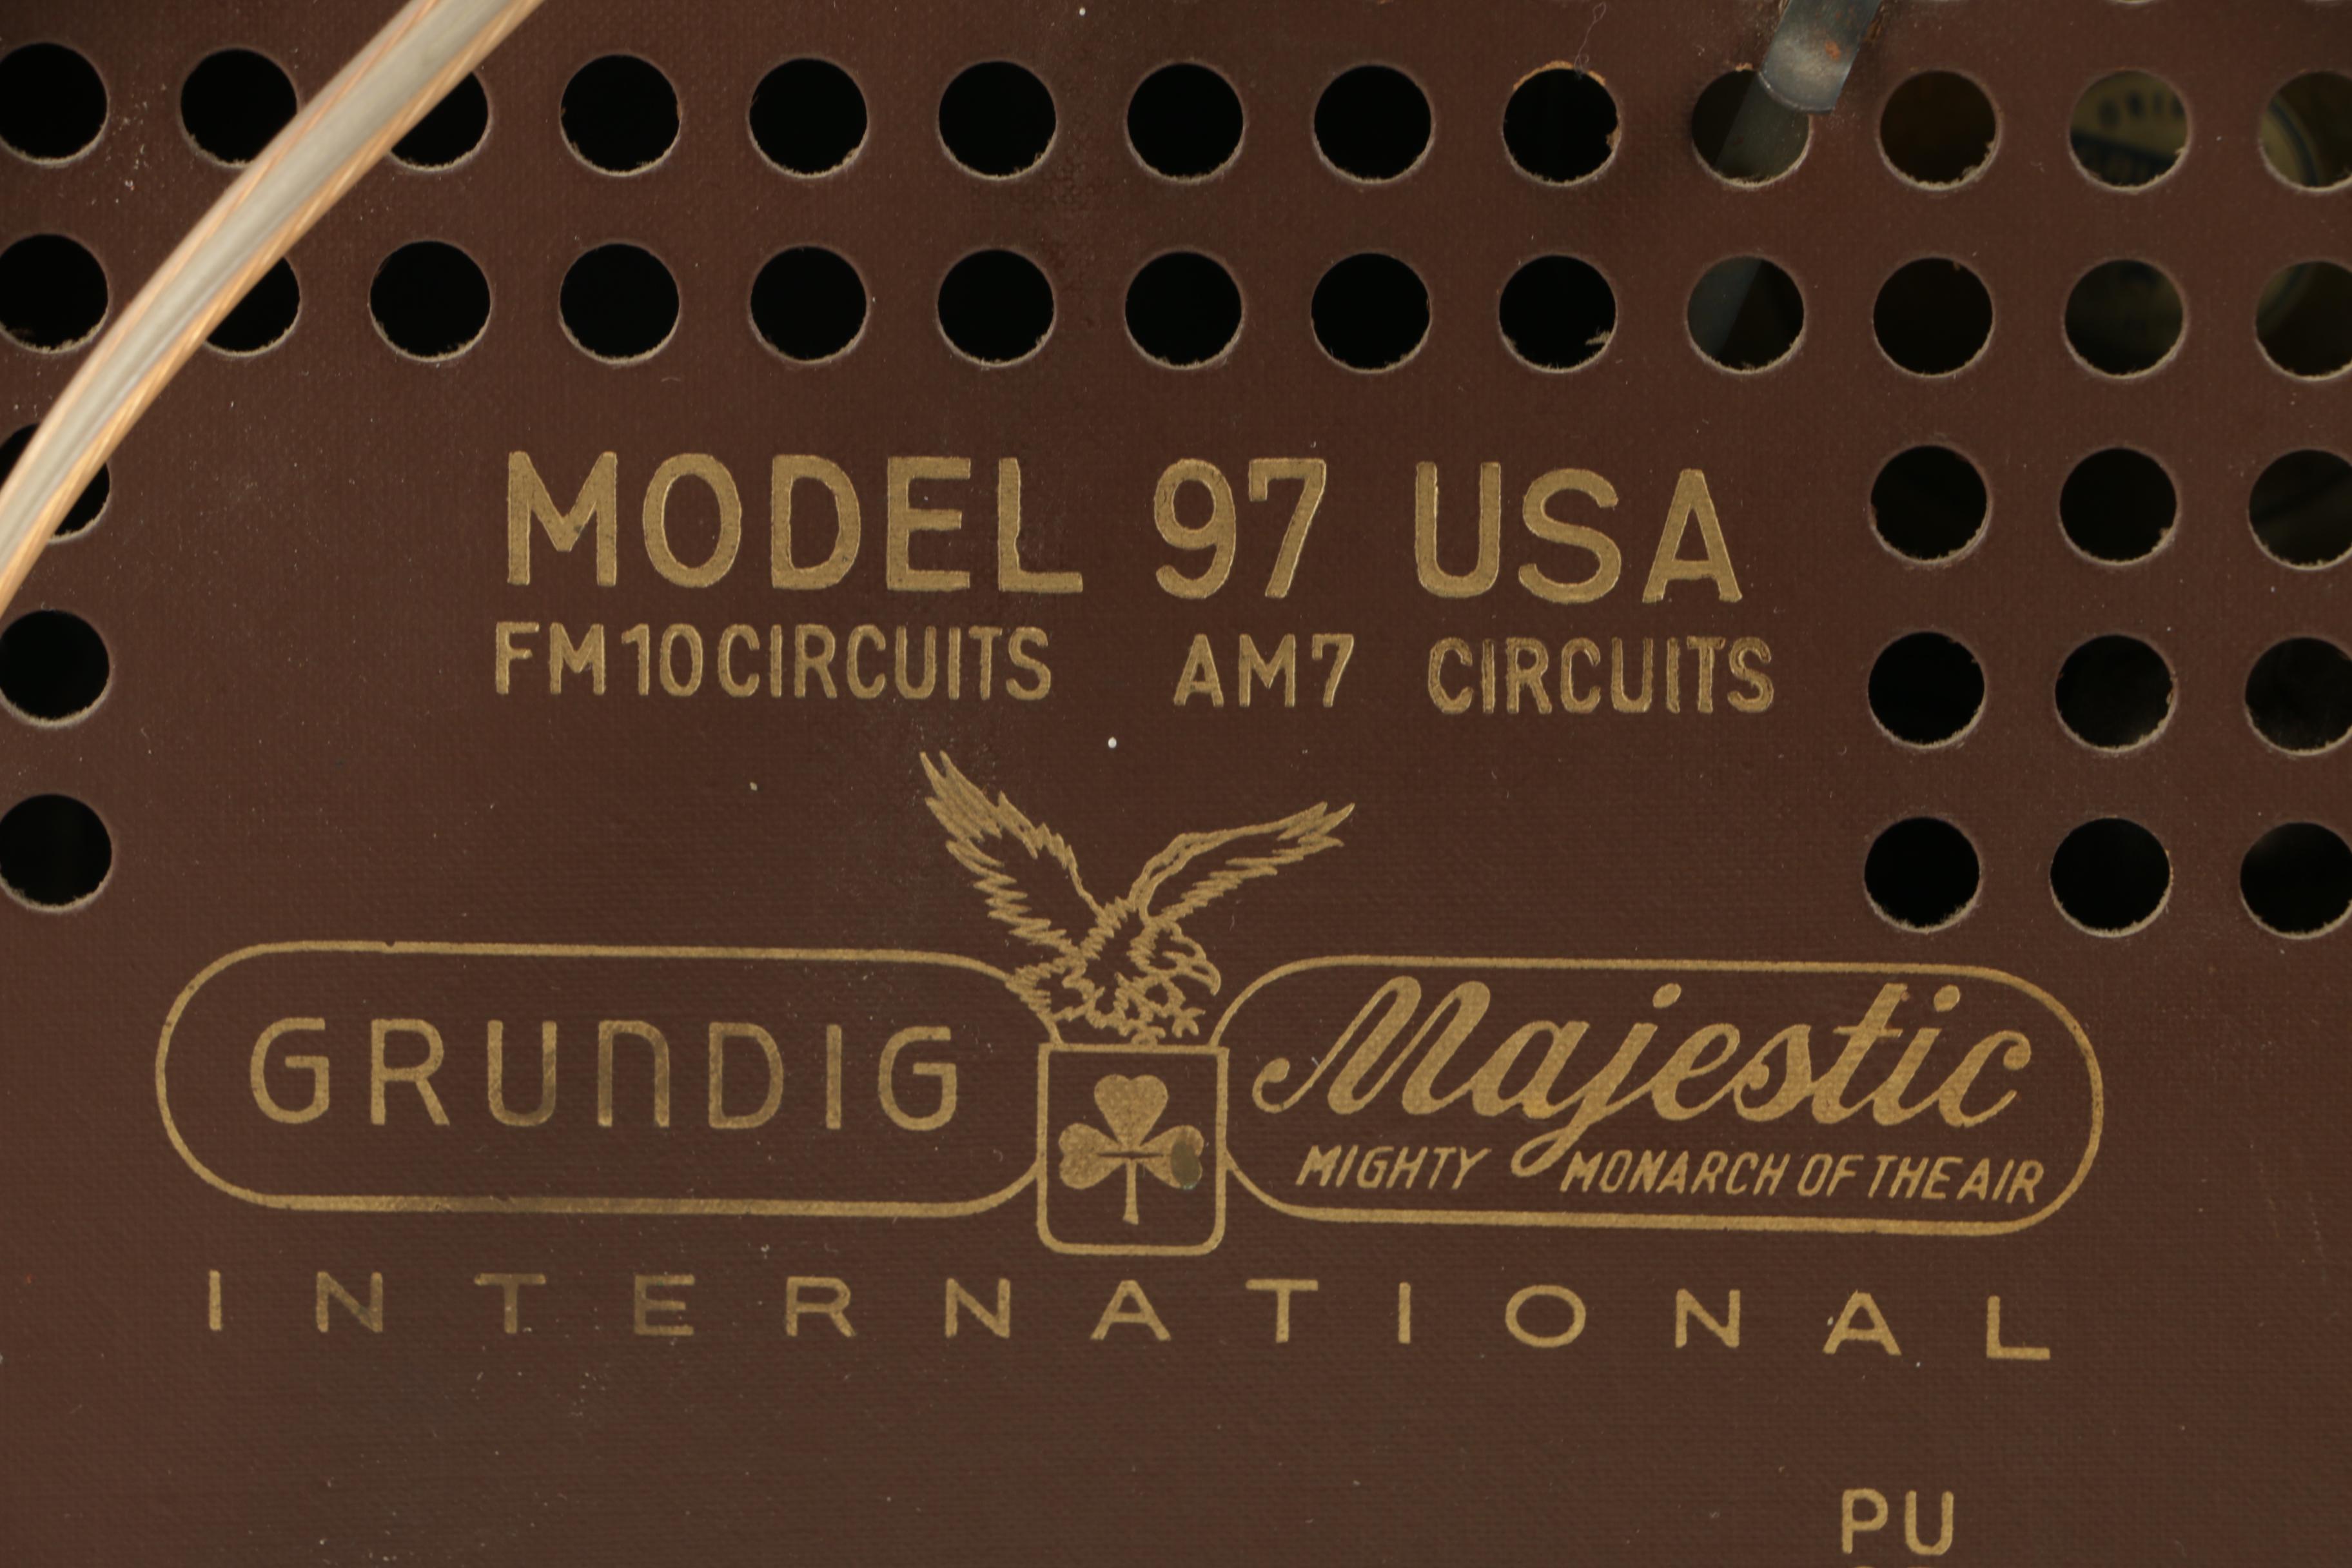 MODEL 97 USA
FM10CIRCUITS AM7 CIRCUITS
GRUNDIG
Majestic
MIGHTY MONARCH OF THE AIR
INTERNATIONAL
PU